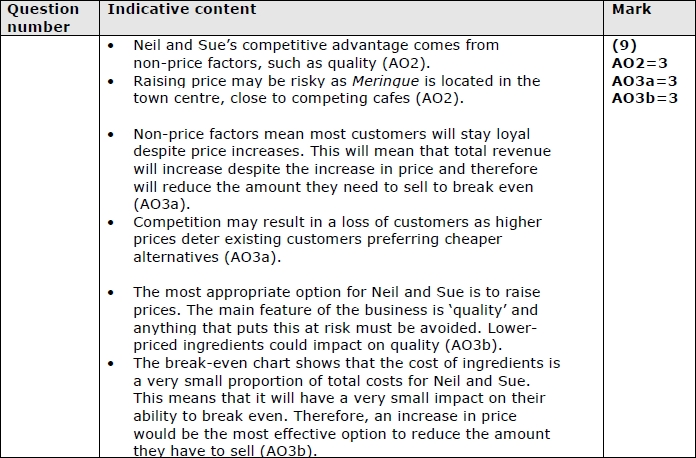 Question number
Indicative content
Mark
• Neil and Sue's competitive advantage comes from
non-price factors, such as quality (AO2).
• Raising price may be risky as Meringue is located in the
town centre, close to competing cafes (AO2).
• Non-price factors mean most customers will stay loyal
despite price increases. This will mean that total revenue
will increase despite the increase in price and therefore
will reduce the amount they need to sell to break even
(AO3a).
• Competition may result in a loss of customers as higher
prices deter existing customers preferring cheaper
alternatives (AO3a).
• The most appropriate option for Neil and Sue is to raise
prices. The main feature of the business is 'quality' and
anything that puts this at risk must be avoided. Lower-
priced ingredients could impact on quality (AO3b).
• The break-even chart shows that the cost of ingredients is
a very small proportion of total costs for Neil and Sue.
This means that it will have a very small impact on their
ability to break even. Therefore, an increase in price
would be the most effective option to reduce the amount
they have to sell (AO3b).
(9)
AO2=3
AO3a=3
AO3b=3